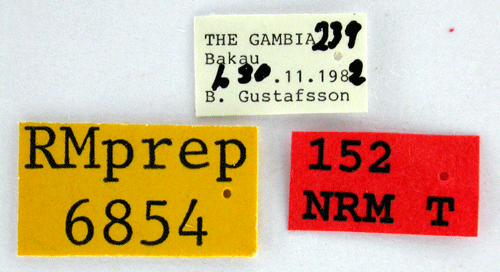 THE GAMBIA 239
Bakau
L 30.11.1982
B. Gustafsson
RMprep
6854
152
NRM T